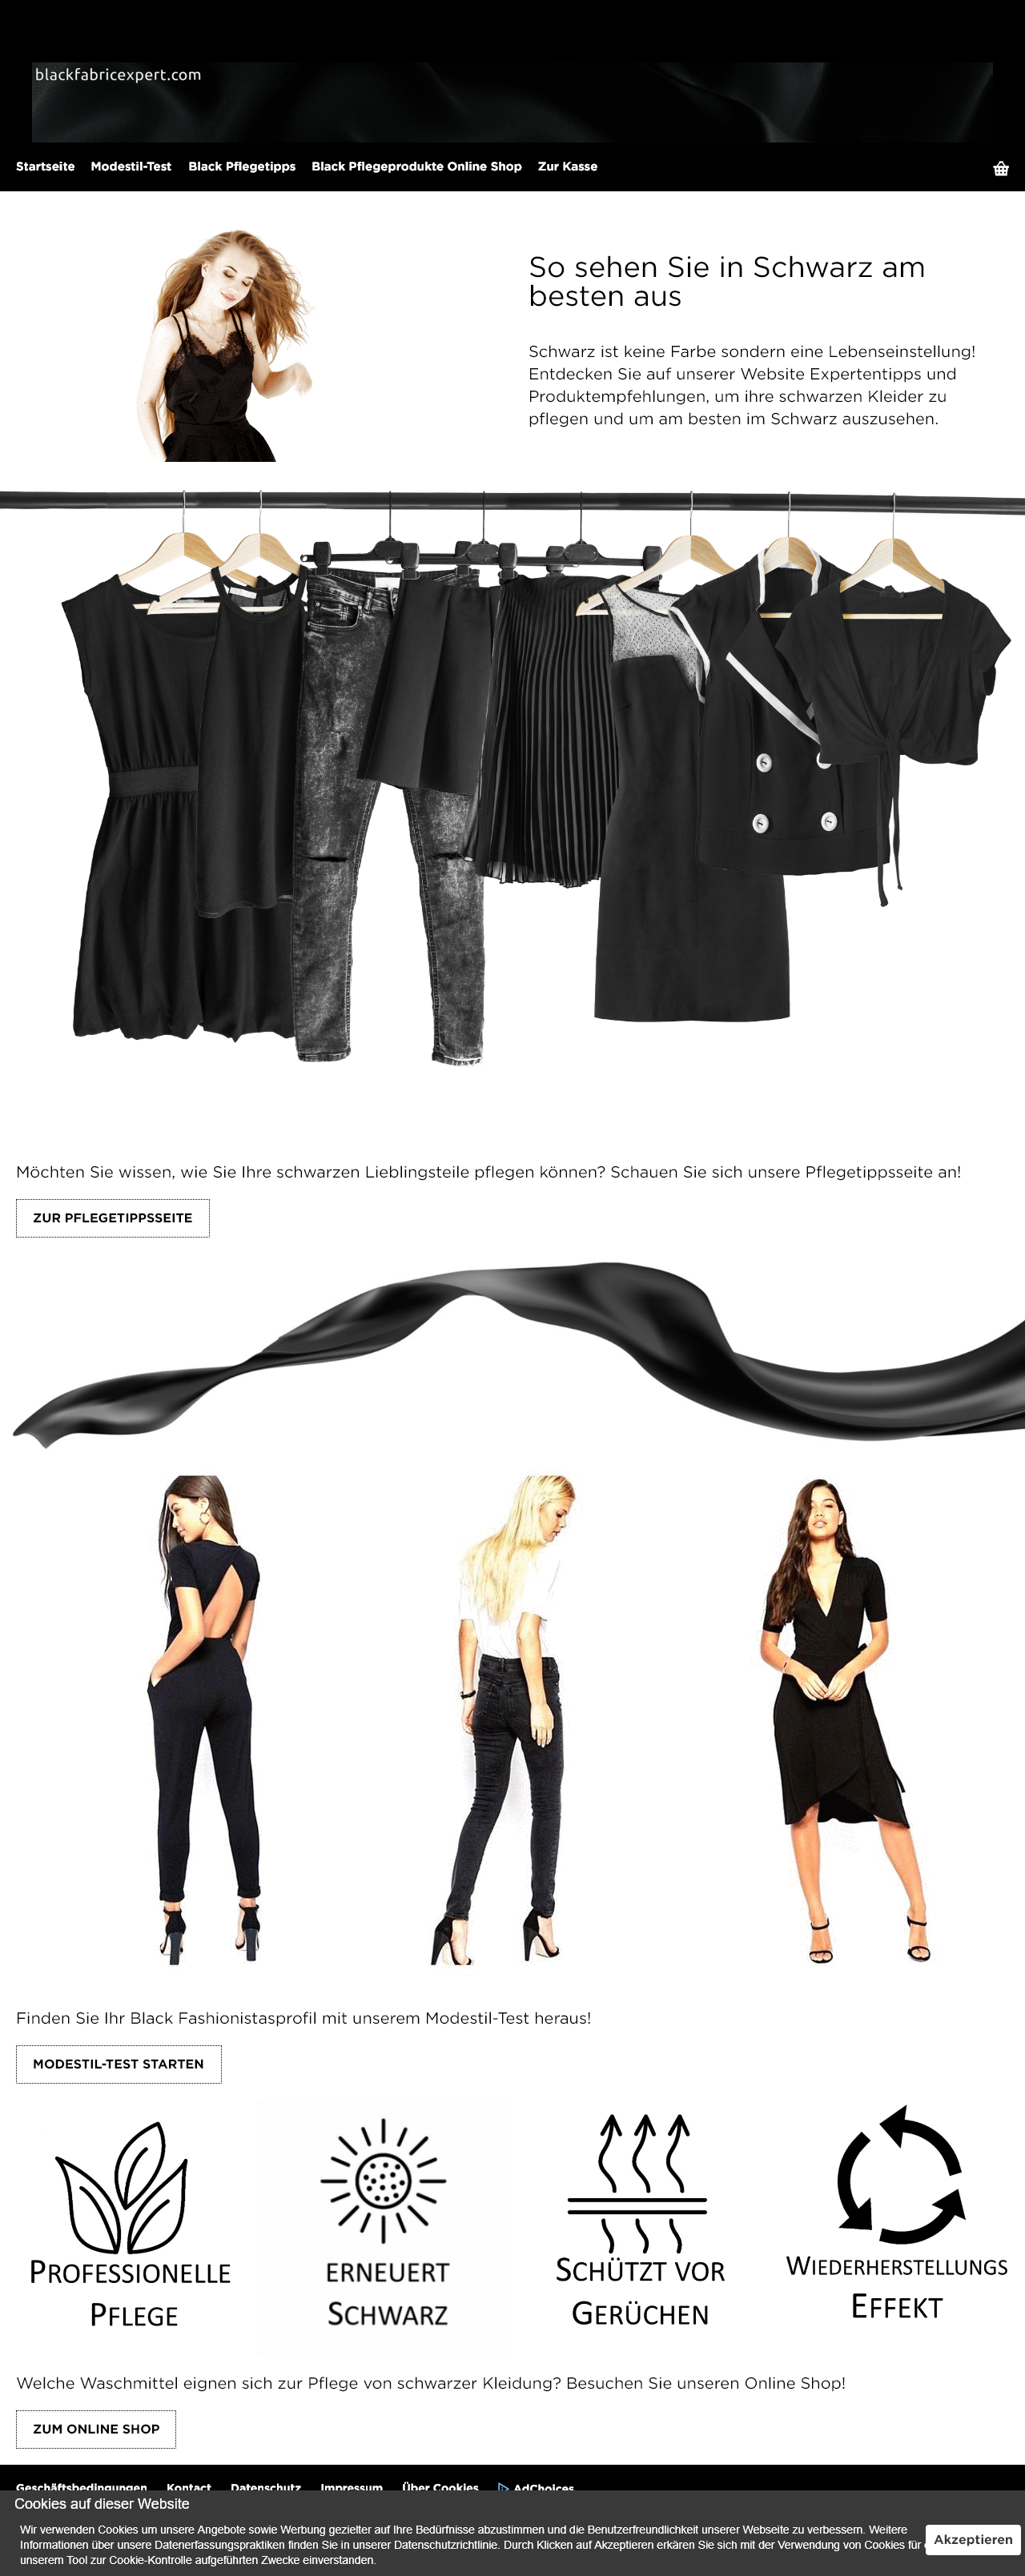 blackfabricexpert.com
Startseite Modestil-Test Black Pflegetipps Black Pflegeprodukte Online Shop Zur Kasse
So sehen Sie in Schwarz am
besten aus
Schwarz ist keine Farbe sondern eine Lebenseinstellung!
Entdecken Sie auf unserer Website Expertentipps und
Produktempfehlungen, um ihre schwarzen Kleider zu
pflegen und um am besten im Schwarz auszusehen.
Möchten Sie wissen, wie Sie Ihre schwarzen Lieblingsteile pflegen können? Schauen Sie sich unsere Pflegetippsseite an!
ZUR PFLEGETIPPSSEITE
Finden Sie Ihr Black Fashionistasprofil mit unserem Modestil-Test heraus!
MODESTIL-TEST STARTEN
PROFESSIONELLE
PFLEGE
ERNEUERT
SCHWARZ
SCHÜTZT VOR
GERÜCHEN
WIEDERHERSTELLUNGS
EFFEKT
Welche Waschmittel eignen sich zur Pflege von schwarzer Kleidung? Besuchen Sie unseren Online Shop!
ZUM ONLINE SHOP
Geschäftsbedingungen Kontact Datenschutz Impressum Über Cookies AdChoices
Cookies auf dieser Website
Wir verwenden Cookies um unsere Angebote sowie Werbung gezielter auf Ihre Bedürfnisse abzustimmen und die Benutzerfreundlichkeit unserer Webseite zu verbessern. Weitere
Informationen über unsere Datenerfassungspraktiken finden Sie in unserer Datenschutzrichtlinie. Durch Klicken auf Akzeptieren erkären Sie sich mit der Verwendung von Cookies für
unserem Tool zur Cookie-Kontrolle aufgeführten Zwecke einverstanden.
Akzeptieren